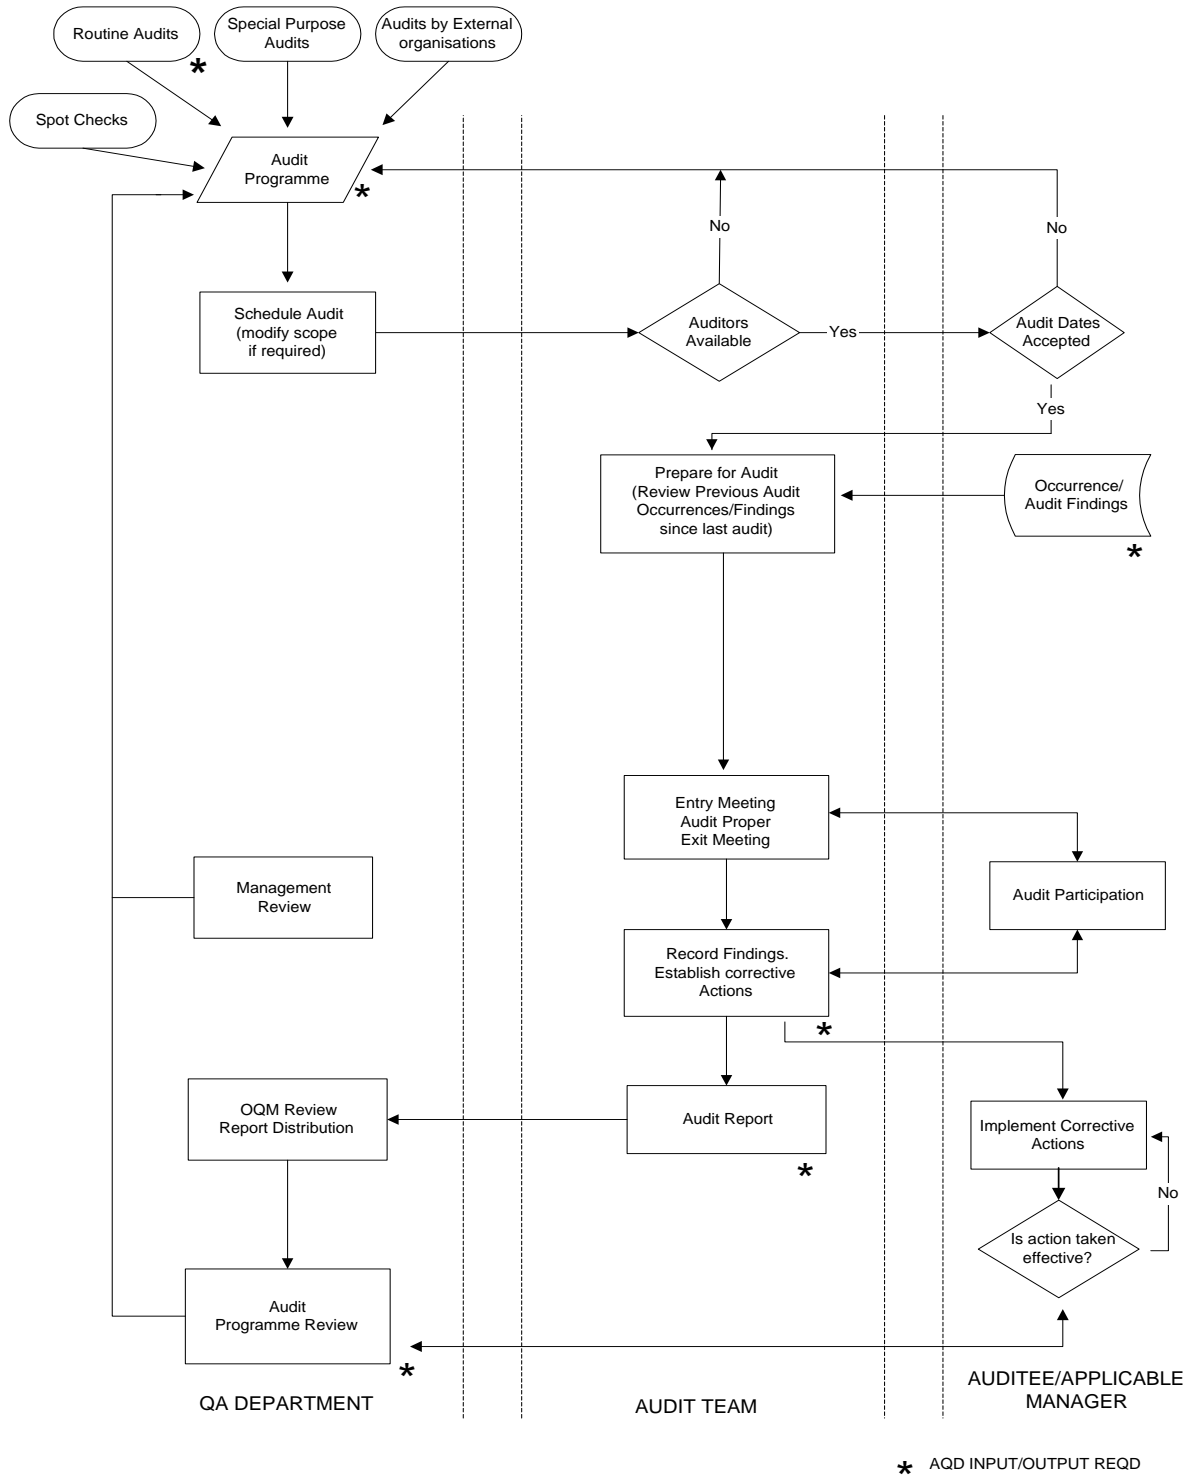 Routine Audits
*
Special Purpose
Audits
Audits by External
organisations
Spot Checks
Audit
Programme
*
No
No
Schedule Audit
(modify scope
if required)
Auditors
Available
Yes
Audit Dates
Accepted
Yes
Prepare for Audit
(Review Previous Audit
Occurrences/Findings
since last audit)
Occurrence/
Audit Findings
*
Entry Meeting
Audit Proper
Exit Meeting
Management
Review
Audit Participation
Record Findings.
Establish corrective
Actions
*
OQM Review
Report Distribution
Audit Report
*
Implement Corrective
Actions
No
Is action taken
effective?
Audit
Programme Review
*
QA DEPARTMENT
AUDIT TEAM
AUDITEE/APPLICABLE
MANAGER
* AQD INPUT/OUTPUT REQD